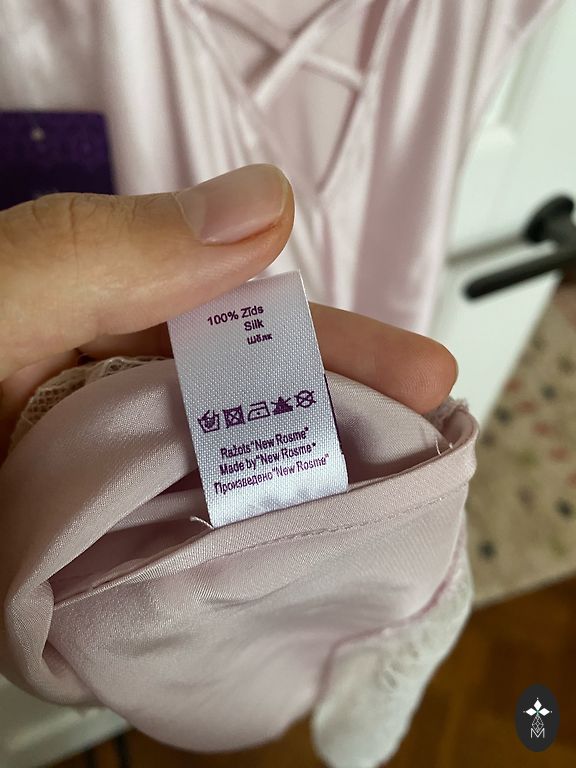 100% Zīds
Silk
Шёлк
Ražots "New Rosme"
Made by "New Rosme"
Произведено "New Rosme"
M